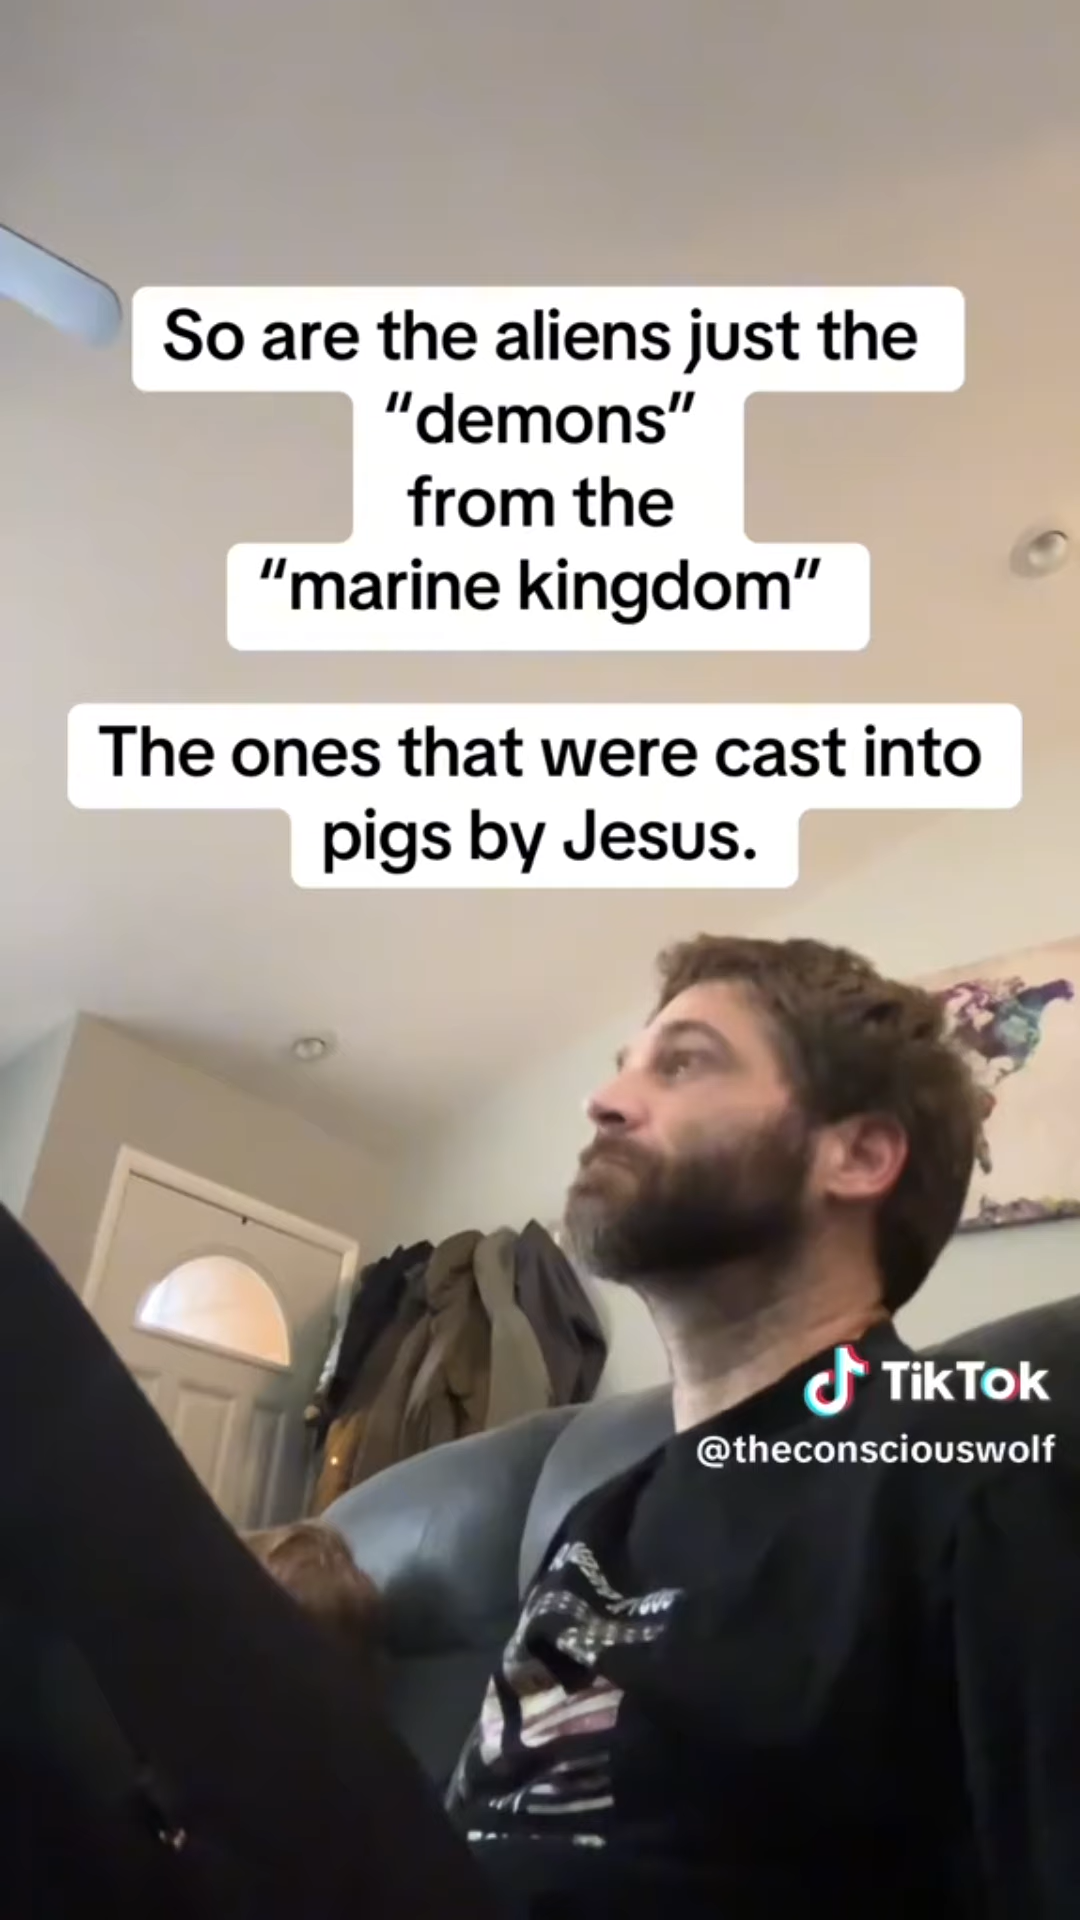 So are the aliens just the
“demons”
from the
“marine kingdom”
The ones that were cast into
pigs by Jesus.
TikTok
@theconsciouswolf